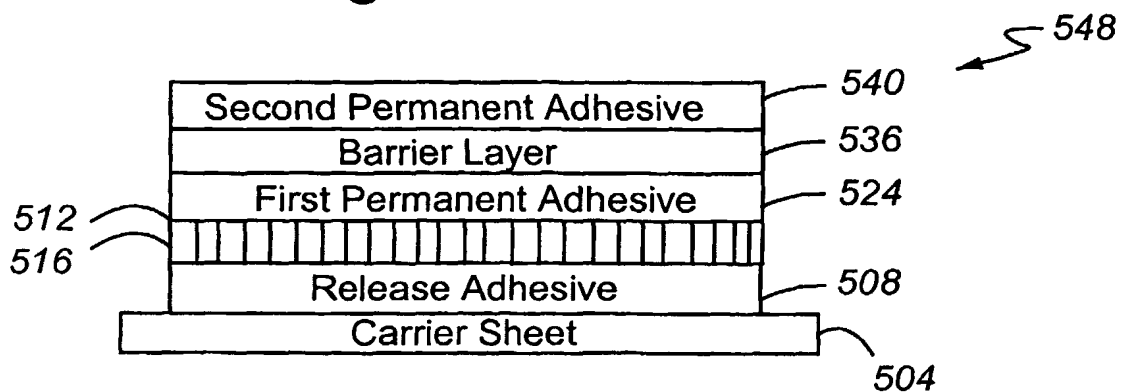 548
Second Permanent Adhesive 540
Barrier Layer 536
First Permanent Adhesive 524
512
516
Release Adhesive 508
Carrier Sheet
504